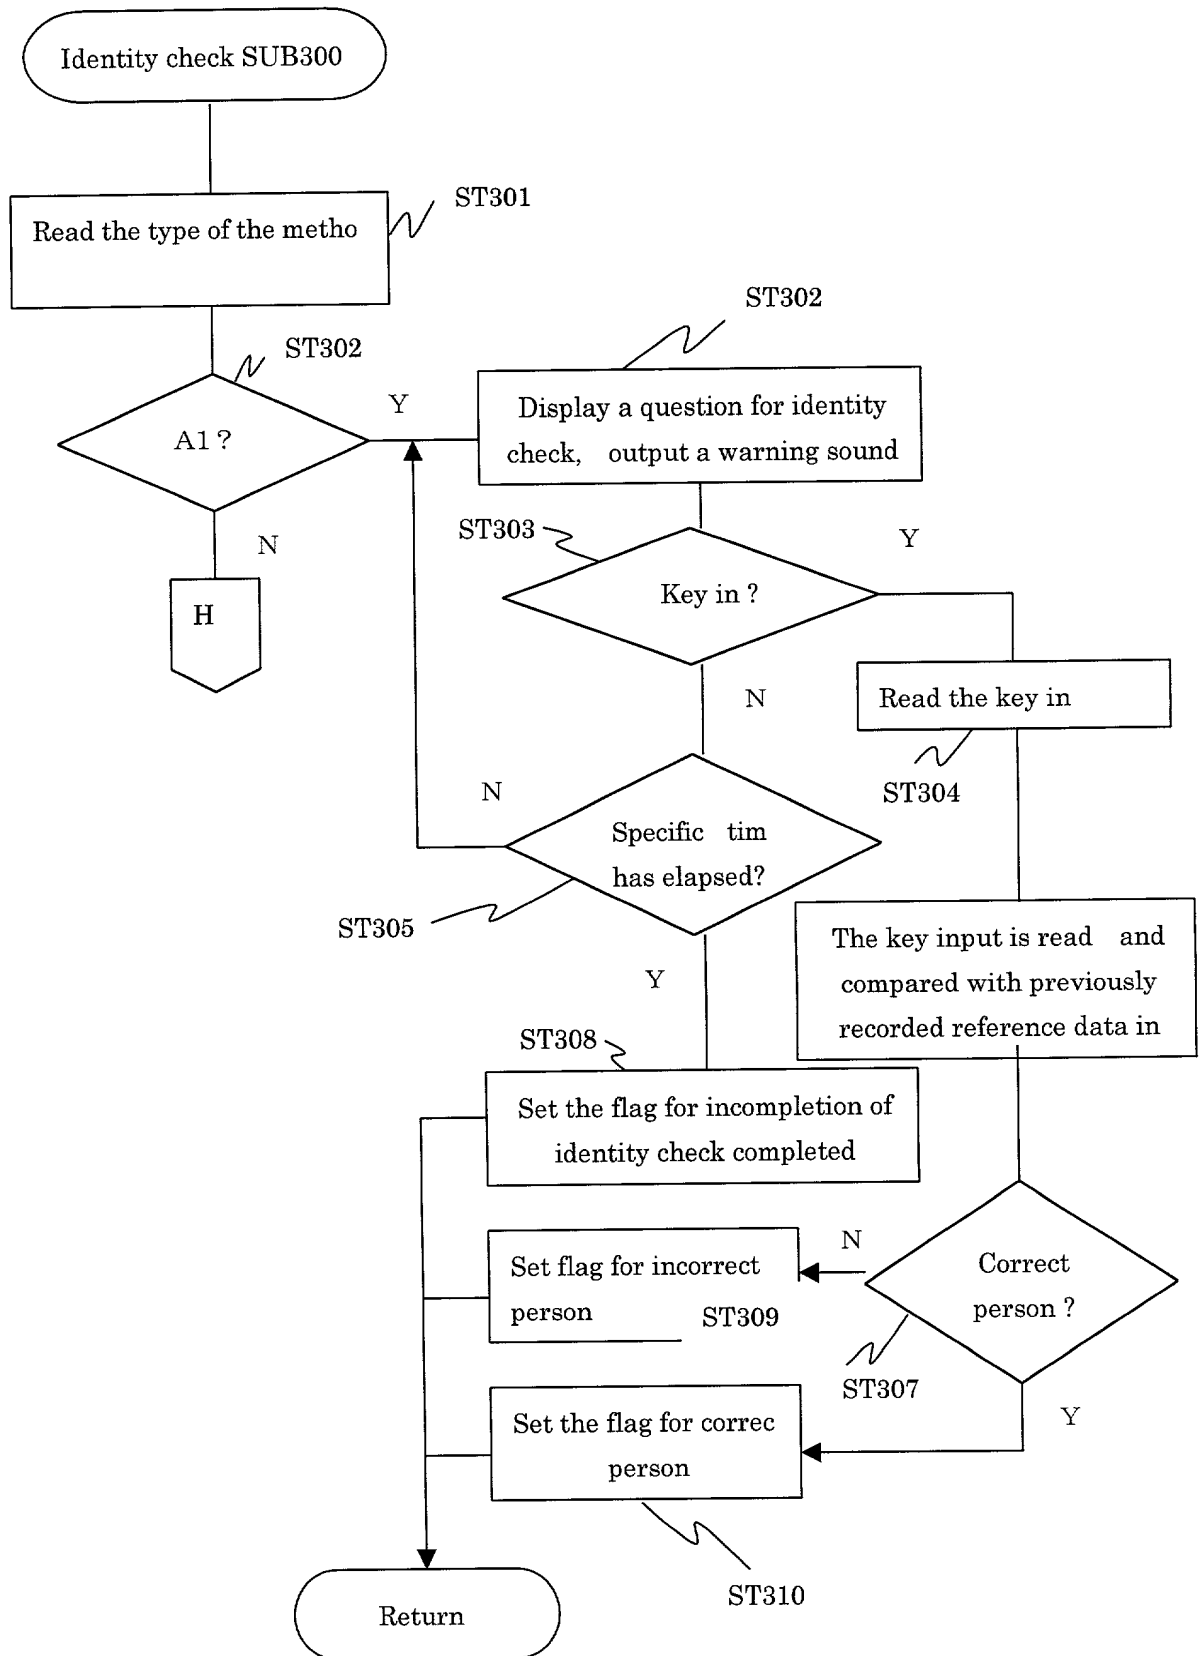 Identity check SUB300
ST301
Read the type of the metho
ST302
ST302
A1?
Y
Display a question for identity
check, output a warning sound
N
ST303
Y
Key in ?
H
Read the key in
N
ST304
N
Specific tim
has elapsed?
ST305
The key input is read and
compared with previously
recorded reference data in
Y
ST308
Set the flag for incompletion of
identity check completed
N
Set flag for incorrect
person
ST309
Correct
person ?
ST307
Y
Set the flag for correc
person
ST310
Return